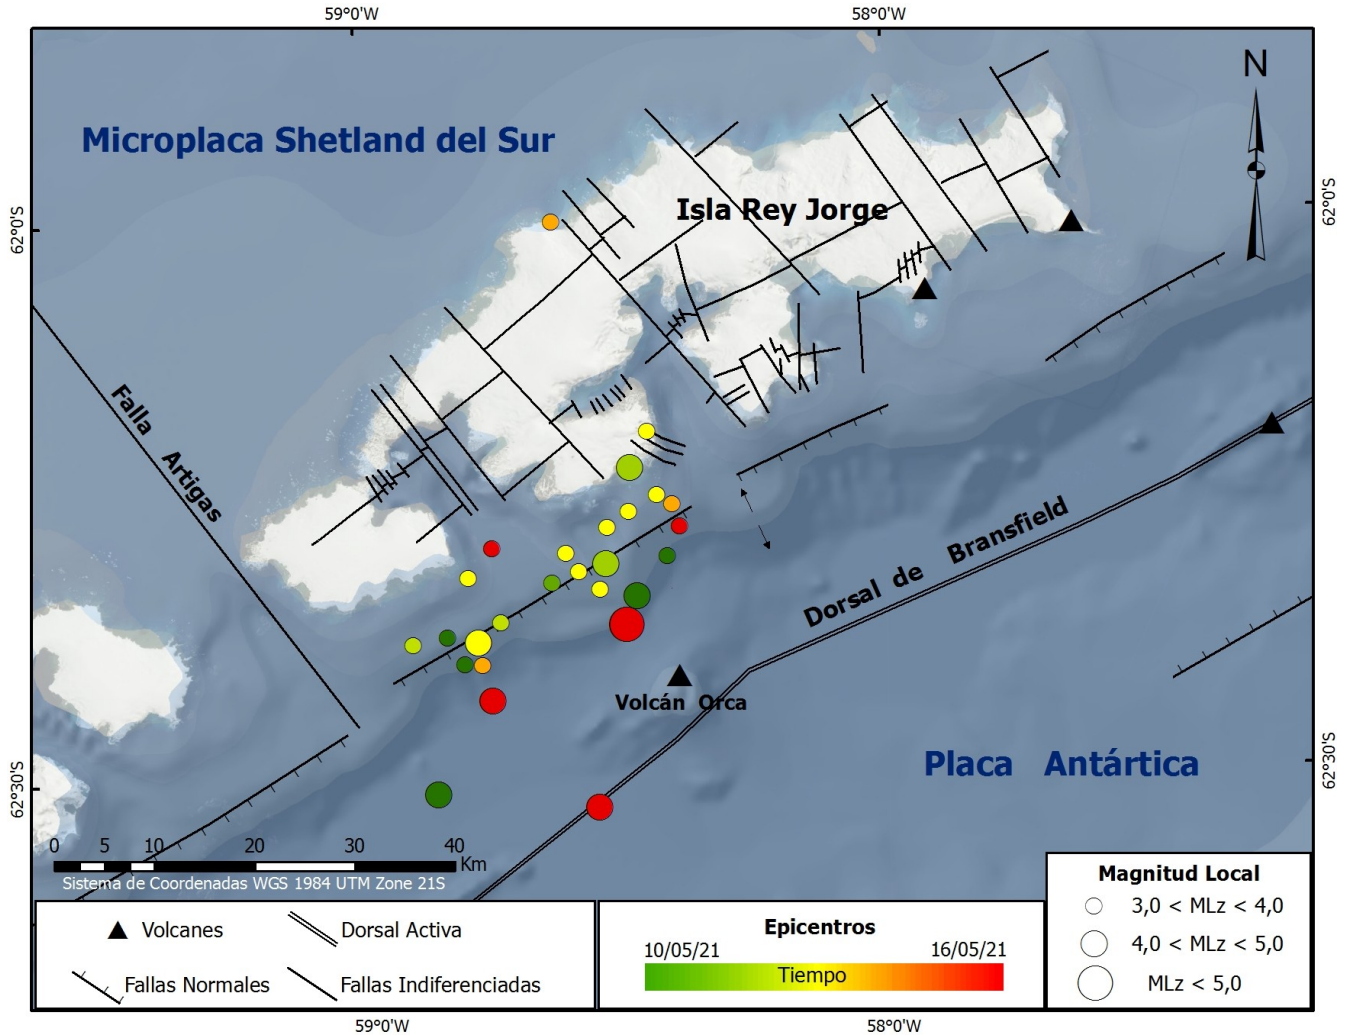 59°0'W
58°0'W
N
Microplaca Shetland del Sur
Isla Rey Jorge
62°0'S
62°0'S
Falla Artigas
Dorsal de Bransfield
Volcán Orca
Placa Antártica
62°30'S
62°30'S
0 5 10 20 30 40
Km
Sistema de Coordenadas WGS 1984 UTM Zone 21S
Volcanes
Dorsal Activa
Fallas Normales
Fallas Indiferenciadas
Epicentros
10/05/21
16/05/21
Tiempo
Magnitud Local
3,0 < MLz < 4,0
4,0 < MLz < 5,0
MLz < 5,0
59°0'W
58°0'W